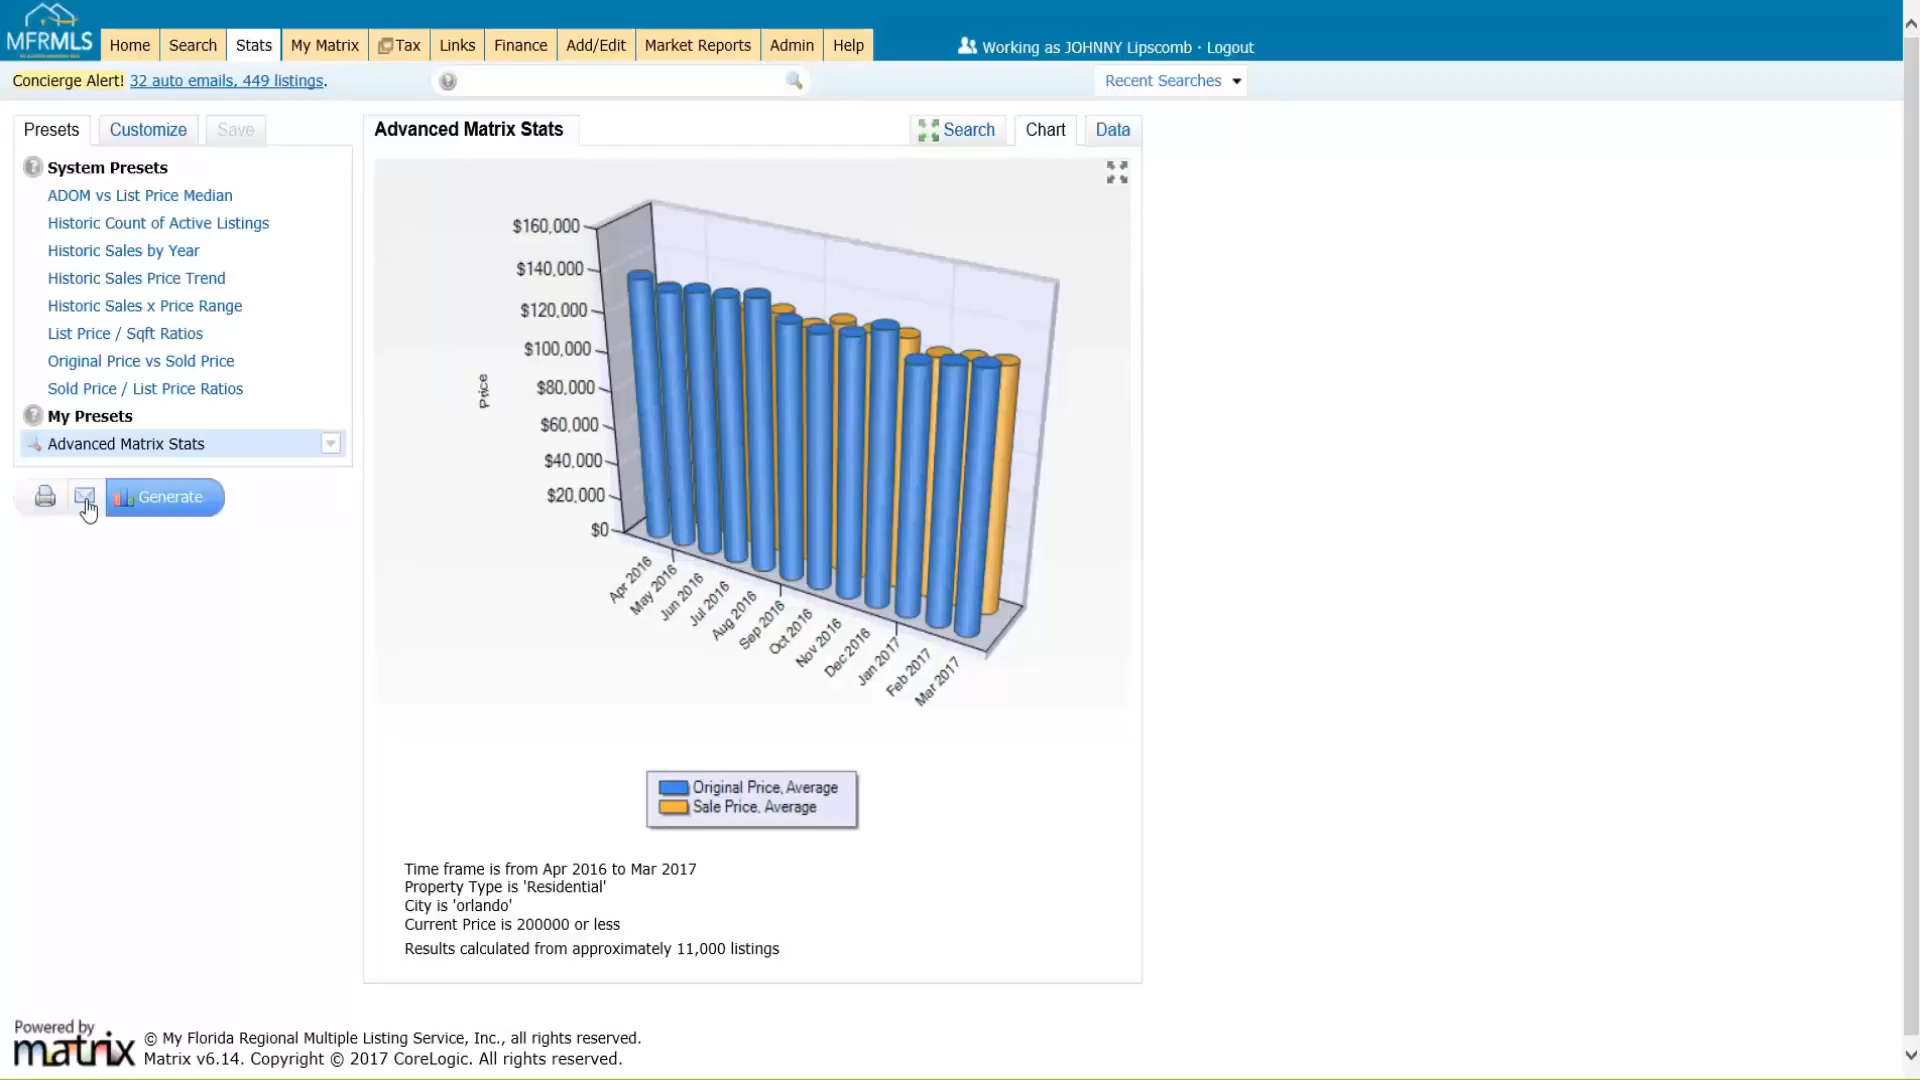 MFRMLS
Home
Search
Stats
My Matrix
Tax
Links
Finance
Add/Edit
Market Reports
Admin
Help
Working as JOHNNY Lipscomb · Logout
Concierge Alert! 32 auto emails, 449 listings.
Recent Searches
Presets
Customize
Save
System Presets
ADOM vs List Price Median
Historic Count of Active Listings
Historic Sales by Year
Historic Sales Price Trend
Historic Sales x Price Range
List Price / Sqft Ratios
Original Price vs Sold Price
Sold Price / List Price Ratios
My Presets
Advanced Matrix Stats
Generate
Advanced Matrix Stats
Search
Chart
Data
$160,000
$140,000
$120,000
$100,000
$80,000
$60,000
$40,000
$20,000
$0
Price
Apr 2016
May 2016
Jun 2016
Jul 2016
Aug 2016
Sep 2016
Oct 2016
Nov 2016
Dec 2016
Jan 2017
Feb 2017
Mar 2017
Original Price, Average
Sale Price, Average
Time frame is from Apr 2016 to Mar 2017
Property Type is 'Residential'
City is 'orlando'
Current Price is 200000 or less
Results calculated from approximately 11,000 listings
Powered by
matrix
© My Florida Regional Multiple Listing Service, Inc., all rights reserved.
Matrix v6.14. Copyright © 2017 CoreLogic. All rights reserved.